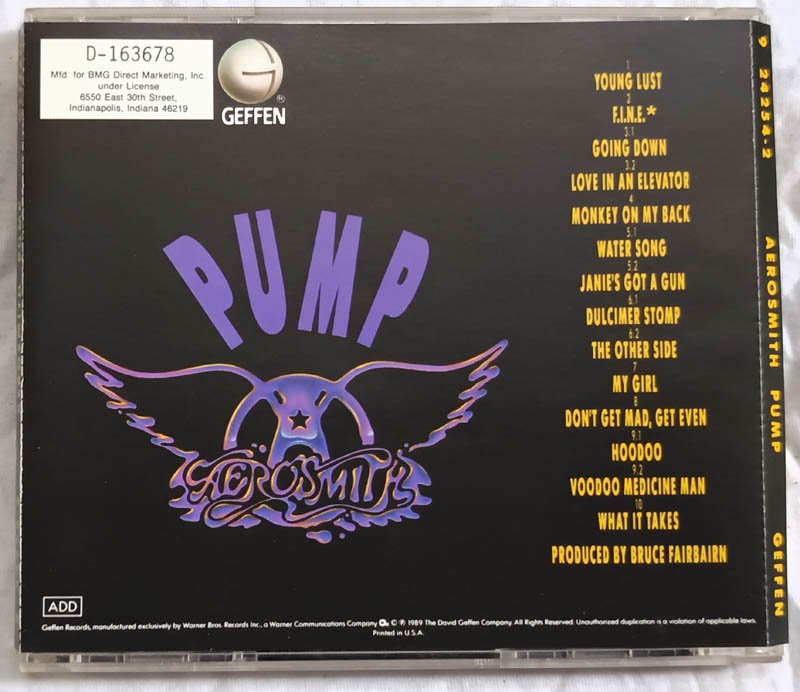 D-163678
Mfd. for BMG Direct Marketing, Inc.
under License
6550 East 30th Street,
Indianapolis, Indiana 46219
G
®
GEFFEN
PUMP
AEROSMITH
1
YOUNG LUST
2
F.I.N.E.*
3.1
GOING DOWN
3.2
LOVE IN AN ELEVATOR
4
MONKEY ON MY BACK
5.1
WATER SONG
5.2
JANIE'S GOT A GUN
6.1
DULCIMER STOMP
6.2
THE OTHER SIDE
7
MY GIRL
8
DON'T GET MAD, GET EVEN
9.1
HOODOO
9.2
VOODOO MEDICINE MAN
10
WHAT IT TAKES
PRODUCED BY BRUCE FAIRBAIRN
ADD
Geffen Records, manufactured exclusively by Warner Bros. Records Inc., a Warner Communications Company © ℗ 1989 The David Geffen Company. All Rights Reserved. Unauthorized duplication is a violation of applicable laws.
Printed in U.S.A.
9 24254-2 AEROSMITH PUMP GEFFEN